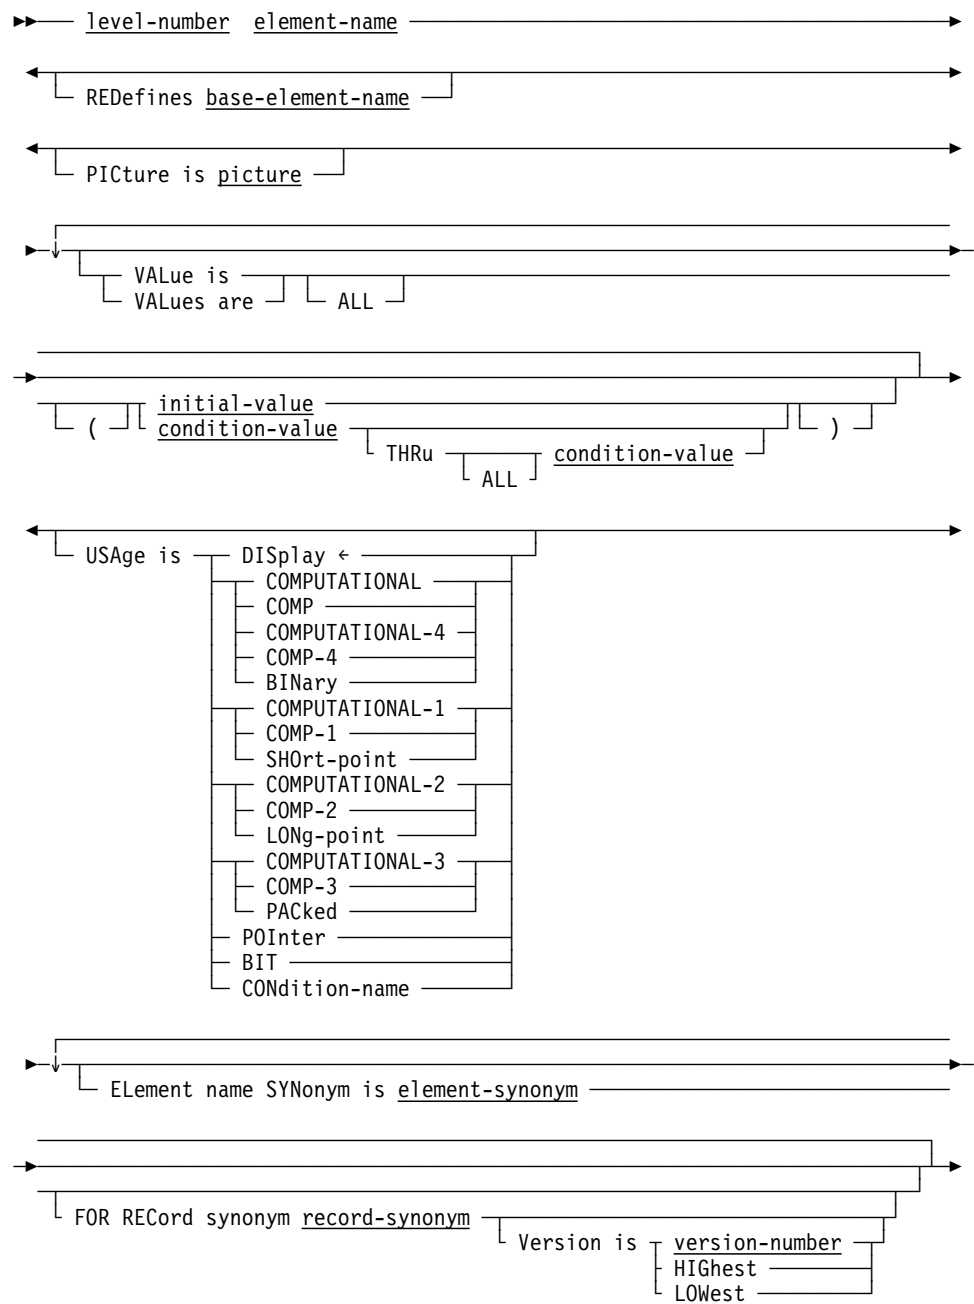 level-number element-name
REDefines base-element-name
PICture is picture
VALue is
VALues are
ALL
initial-value
( condition-value )
THRu condition-value
ALL
USAge is DISplay ←
COMPUTATIONAL
COMP
COMPUTATIONAL-4
COMP-4
BINary
COMPUTATIONAL-1
COMP-1
SHOrt-point
COMPUTATIONAL-2
COMP-2
LONg-point
COMPUTATIONAL-3
COMP-3
PACked
POInter
BIT
CONdition-name
ELement name SYNonym is element-synonym
FOR RECord synonym record-synonym
Version is version-number
HIGhest
LOWest